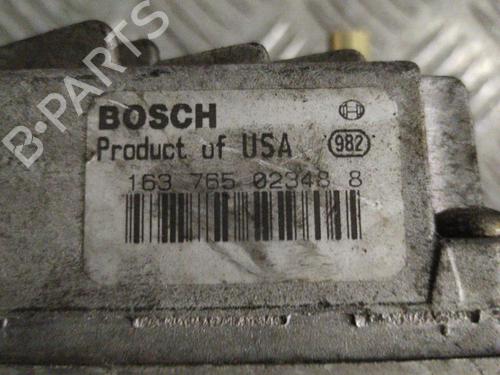 B·PARTS
BOSCH
Product of USA
982
163 765 02348 8